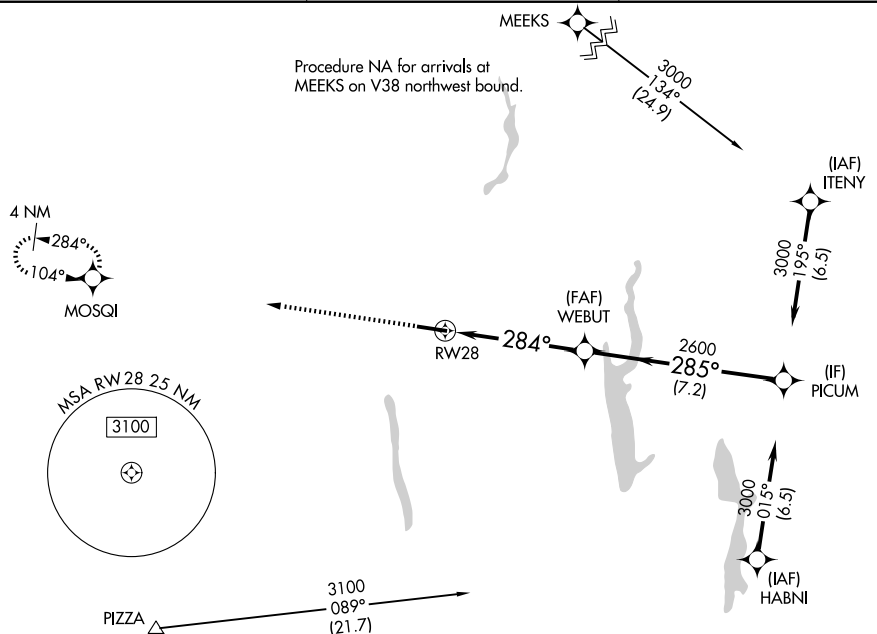 MEEKS
Procedure NA for arrivals at
MEEKS on V38 northwest bound.
3000
134°
(24.9)
(IAF)
ITENY
3000
195°
(6.5)
4 NM
284°
104°
MOSQI
RW28
284°
(FAF)
WEBUT
2600
285°
(7.2)
(IF)
PICUM
MSA RW 28 25 NM
3100
3000
015°
(6.5)
(IAF)
HABNI
PIZZA
3100
089°
(21.7)